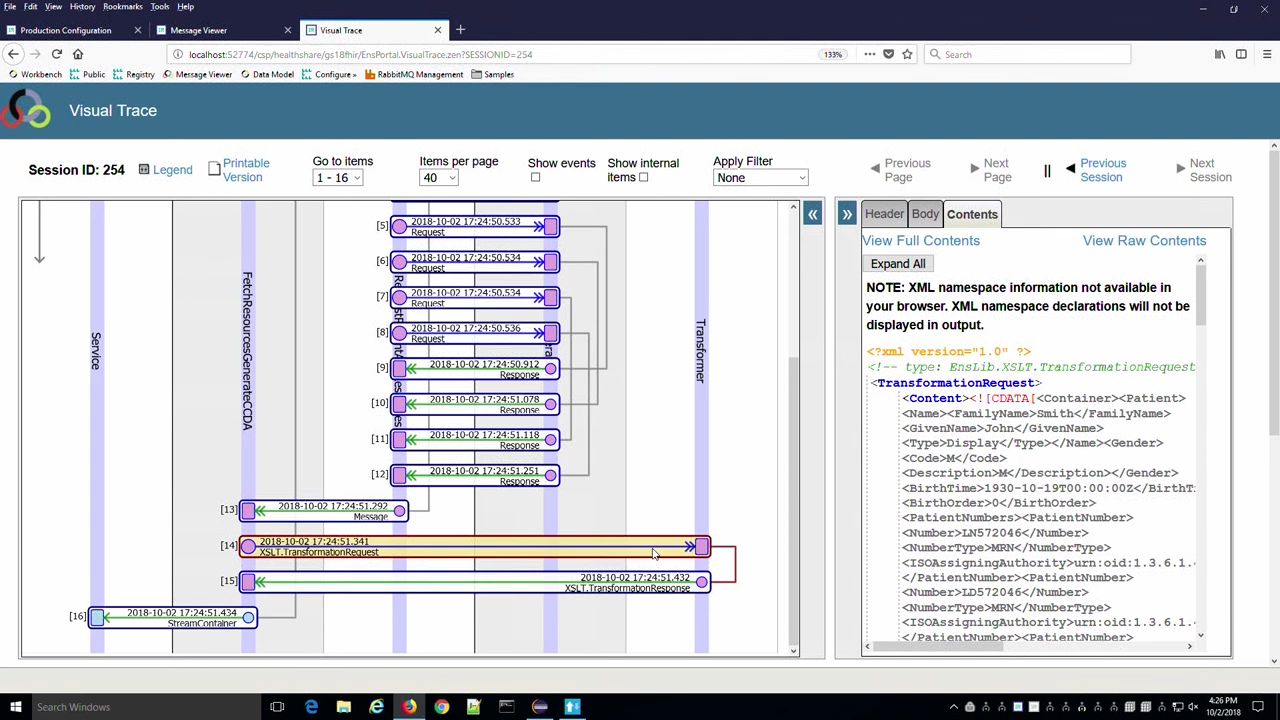 File Edit View History Bookmarks Tools Help
Production Configuration
Message Viewer
Visual Trace
localhost:52774/csp/healthshare/gs18fhir/EnsPortal.VisualTrace.zen?SESSIONID=254
133%
Search
Workbench Public Registry Message Viewer Data Model Configure » RabbitMQ Management Samples
Visual Trace
Session ID: 254
Legend
Printable
Version
Go to items
1 - 16
Items per page
40
Show events
Show internal
items
Apply Filter
None
Previous
Page
Next
Page
Previous
Session
Next
Session
Service
FetchResourcesGenerateCCDA
Transformer
[5] 2018-10-02 17:24:50.533
Request
[6] 2018-10-02 17:24:50.534
Request
[7] 2018-10-02 17:24:50.534
Request
[8] 2018-10-02 17:24:50.536
Request
[9] 2018-10-02 17:24:50.912
Response
[10] 2018-10-02 17:24:51.078
Response
[11] 2018-10-02 17:24:51.118
Response
[12] 2018-10-02 17:24:51.251
Response
[13] 2018-10-02 17:24:51.292
Message
[14] 2018-10-02 17:24:51.341
XSLT.TransformationRequest
[15] 2018-10-02 17:24:51.432
XSLT.TransformationResponse
[16] 2018-10-02 17:24:51.434
StreamContainer
Header Body Contents
View Full Contents View Raw Contents
Expand All
NOTE: XML namespace information not available in
your browser. XML namespace declarations will not be
displayed in output.
<?xml version="1.0" ?>
<!-- type: EnsLib.XSLT.TransformationRequest
<TransformationRequest>
<Content><![CDATA[<Container><Patient>
<Name><FamilyName>Smith</FamilyName>
<GivenName>John</GivenName>
<Type>Display</Type></Name><Gender>
<Code>M</Code>
<Description>M</Description></Gender>
<BirthTime>1930-10-19T00:00:00Z</BirthTi
<BirthOrder>0</BirthOrder>
<PatientNumbers><PatientNumber>
<Number>LN572046</Number>
<NumberType>MRN</NumberType>
<ISOAssigningAuthority>urn:oid:1.3.6.1.
</PatientNumber><PatientNumber>
<Number>LD572046</Number>
<NumberType>MRN</NumberType>
<ISOAssigningAuthority>urn:oid:1.3.6.1.
</PatientNumber><PatientNumber>
Search Windows
4:26 PM
10/2/2018